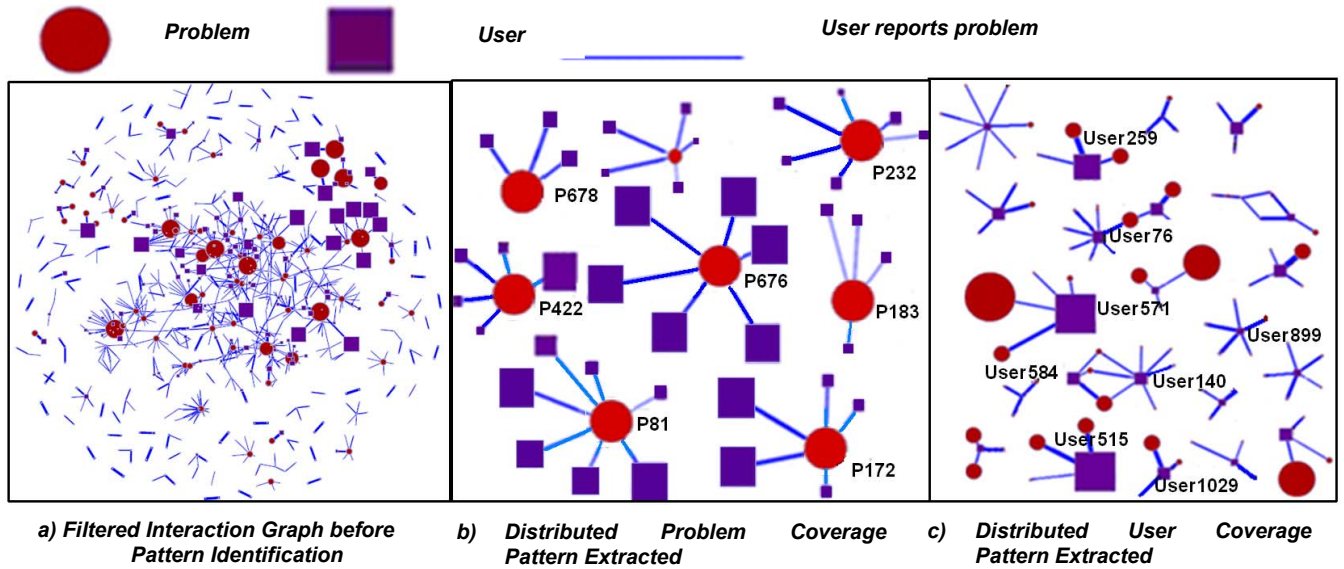 Problem
User
User reports problem
P678
P232
P422
P676
P183
P81
P172
User259
User76
User571
User899
User584
User140
User515
User1029
a) Filtered Interaction Graph before
Pattern Identification
b) Distributed Problem Coverage
Pattern Extracted
c) Distributed User Coverage
Pattern Extracted